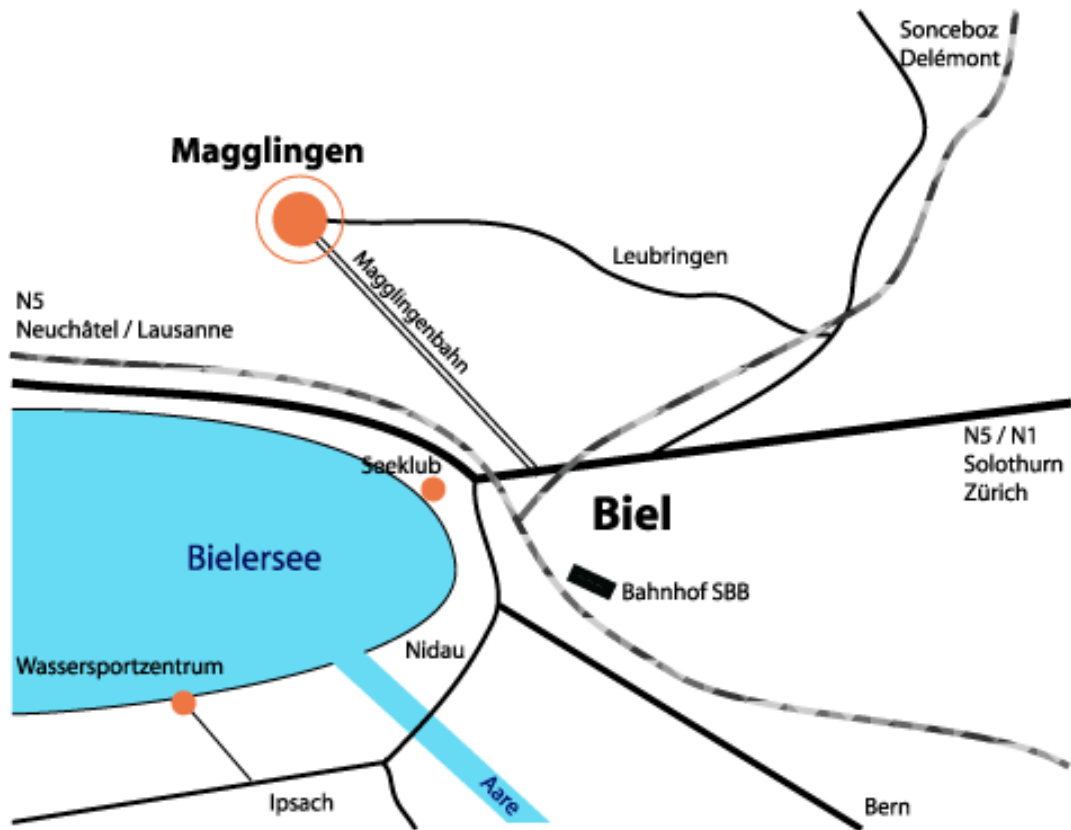 Sonceboz
Delémont
Magglingen
Leubringen
Magglingenbahn
N5
Neuchâtel / Lausanne
N5 / N1
Solothurn
Zürich
Seeklub
Biel
Bielersee
Bahnhof SBB
Nidau
Wassersportzentrum
Aare
Ipsach
Bern